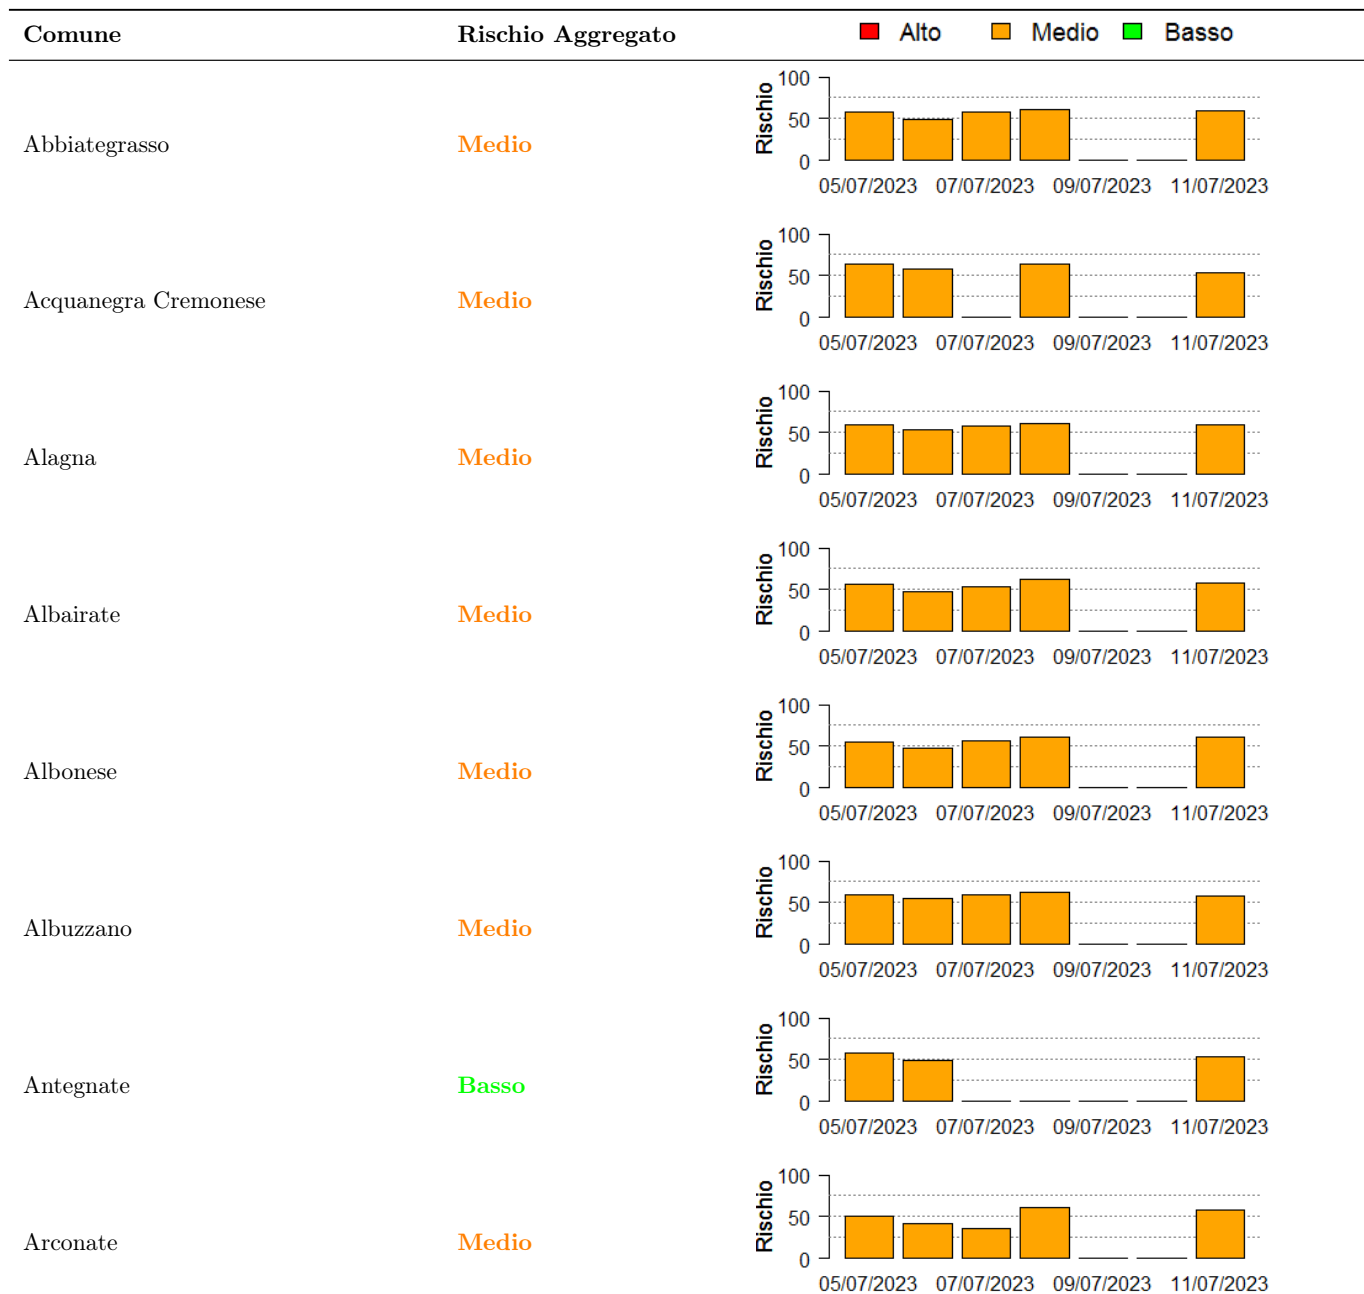 Comune Rischio Aggregato Alto Medio Basso
100
Rischio
Abbiategrasso Medio 50
0
05/07/2023 07/07/2023 09/07/2023 11/07/2023
100
Rischio
Acquanegra Cremonese Medio 50
0
05/07/2023 07/07/2023 09/07/2023 11/07/2023
100
Rischio
Alagna Medio 50
0
05/07/2023 07/07/2023 09/07/2023 11/07/2023
100
Rischio
Albairate Medio 50
0
05/07/2023 07/07/2023 09/07/2023 11/07/2023
100
Rischio
Albonese Medio 50
0
05/07/2023 07/07/2023 09/07/2023 11/07/2023
100
Rischio
Albuzzano Medio 50
0
05/07/2023 07/07/2023 09/07/2023 11/07/2023
100
Rischio
Antegnate Basso 50
0
05/07/2023 07/07/2023 09/07/2023 11/07/2023
100
Rischio
Arconate Medio 50
0
05/07/2023 07/07/2023 09/07/2023 11/07/2023